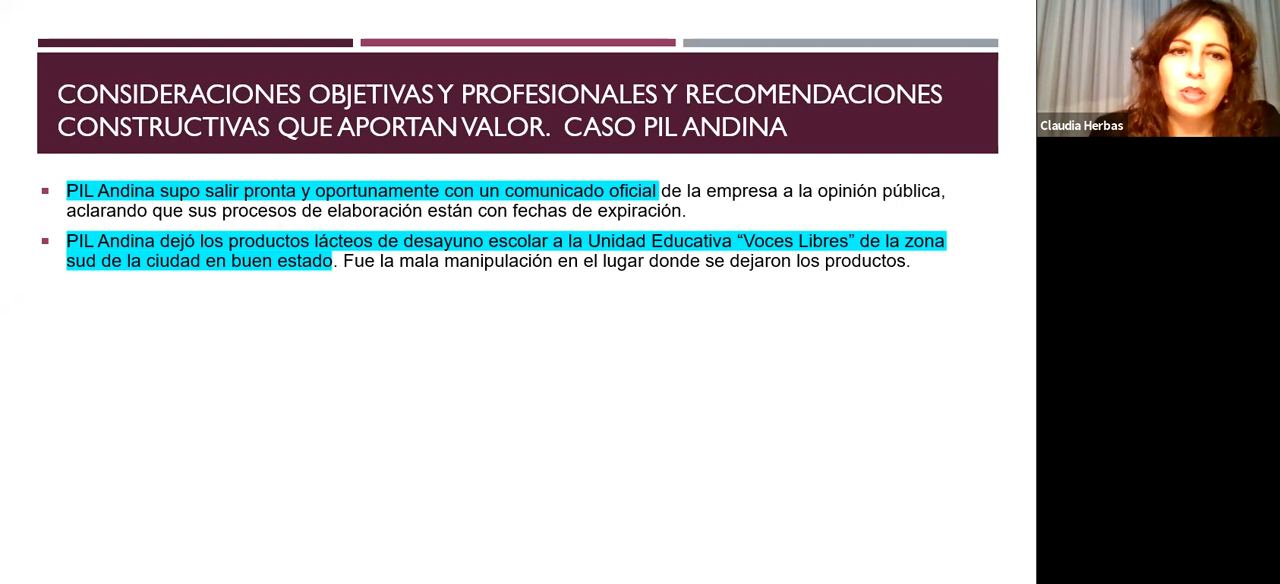 CONSIDERACIONES OBJETIVAS Y PROFESIONALES Y RECOMENDACIONES
CONSTRUCTIVAS QUE APORTAN VALOR. CASO PIL ANDINA
PIL Andina supo salir pronta y oportunamente con un comunicado oficial de la empresa a la opinión pública,
aclarando que sus procesos de elaboración están con fechas de expiración.
PIL Andina dejó los productos lácteos de desayuno escolar a la Unidad Educativa “Voces Libres” de la zona
sud de la ciudad en buen estado. Fue la mala manipulación en el lugar donde se dejaron los productos.
Claudia Herbas